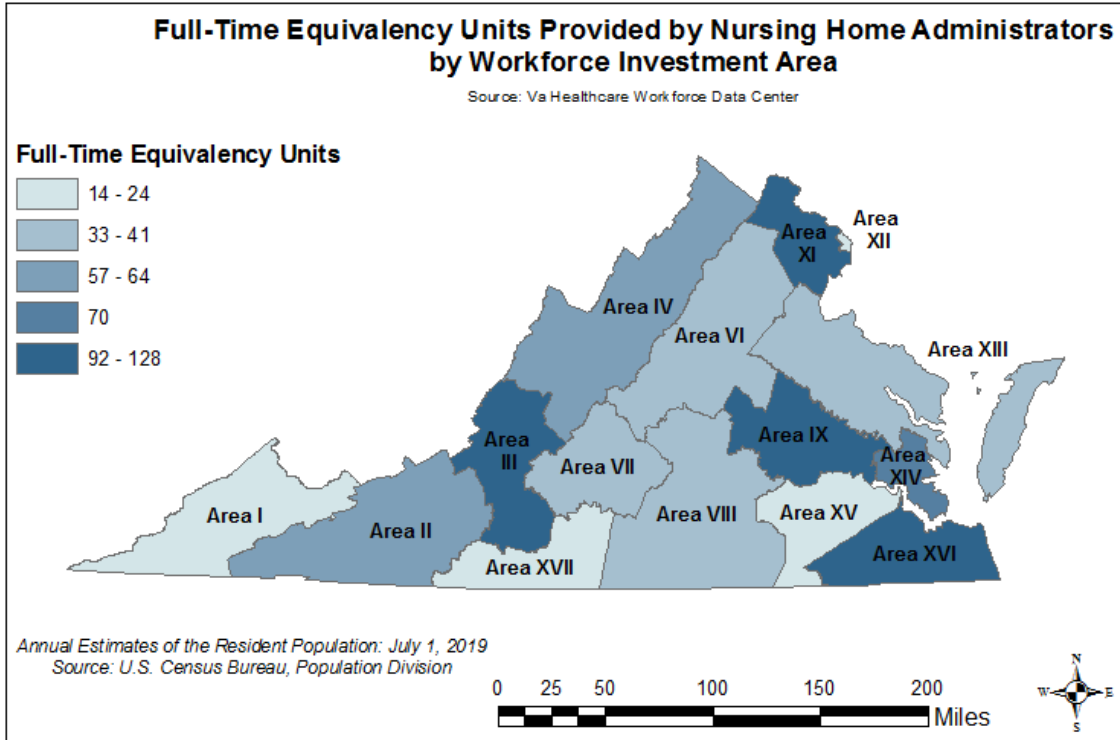 Full-Time Equivalency Units Provided by Nursing Home Administrators
by Workforce Investment Area
Source: Va Healthcare Workforce Data Center
Full-Time Equivalency Units
14 - 24
33 - 41
57 - 64
70
92 - 128
Area
XII
Area
XI
Area IV
Area VI
Area XIII
Area
III
Area IX
Area VII
Area
XIV
Area I
Area II
Area VIII
Area XV
Area XVII
Area XVI
Annual Estimates of the Resident Population: July 1, 2019
Source: U.S. Census Bureau, Population Division
0 25 50 100 150 200
Miles
N
W E
S